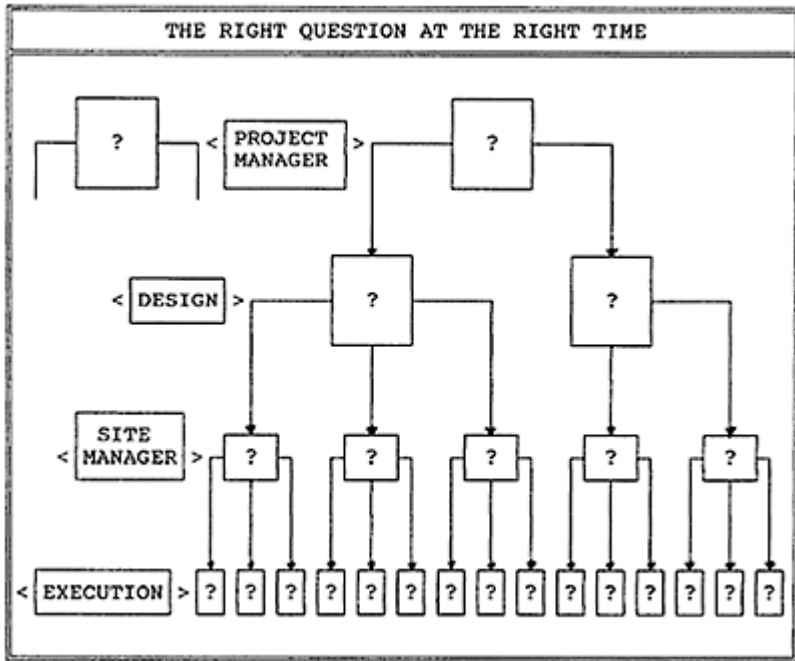 THE RIGHT QUESTION AT THE RIGHT TIME
? < PROJECT > ?
MANAGER
< DESIGN > ? ?
SITE
< MANAGER > ? ? ? ? ?
< EXECUTION > ? ? ? ? ? ? ? ? ? ? ? ? ? ? ?